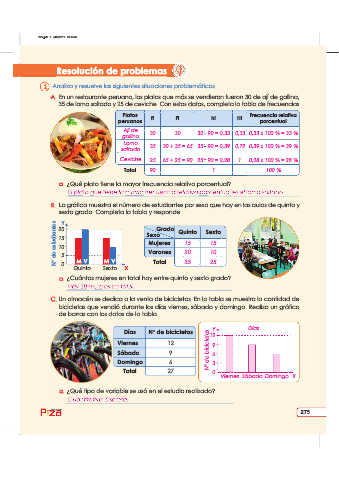 Resolución de problemas
1 Analiza y resuelve las siguientes situaciones problemáticas
A. En un restaurante peruano, los platos que más se vendieron fueron 30 de ají de gallina,
35 de lomo saltado y 25 de ceviche. Con estos datos, completa la tabla de frecuencias
Platos peruanos fi Fi hi Hi Frecuencia relativa porcentual
Ají de gallina 30 30 30÷90 = 0,33 0,33 0,33 x 100 % = 33 %
Lomo saltado 35 30 + 35 = 65 35÷90 = 0,39 0,72 0,39 x 100 % = 39 %
Ceviche 25 65 + 25 = 90 25÷90 = 0,28 1 0,28 x 100 % = 28 %
Total 90 1 100 %
a. ¿Qué plato tiene la mayor frecuencia relativa porcentual?
B. La gráfica muestra el número de estudiantes por sexo que hay en las aulas de quinto y
sexto grado. Completa la tabla y responde
N° de estudiantes
Y
20
15
10
5
0
M V M V
Quinto Sexto X
Grado Sexo Quinto Sexto
Mujeres 15 15
Varones 20 10
Total 35 25
a. ¿Cuántas mujeres en total hay entre quinto y sexto grado?
C. Un almacén se dedica a la venta de bicicletas. En la tabla se muestra la cantidad de
bicicletas que vendió durante los días viernes, sábado y domingo. Realiza un gráfico
de barras con los datos de la tabla
Días N° de bicicletas
Viernes 12
Sábado 9
Domingo 6
Total 27
Días
N° de bicicletas
Y
12
9
6
3
0
Viernes Sábado Domingo X
a. ¿Qué tipo de variable se usó en el estudio realizado?
275